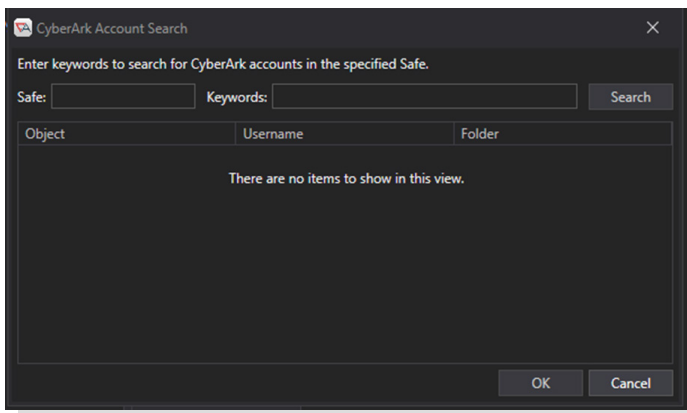 CyberArk Account Search
Enter keywords to search for CyberArk accounts in the specified Safe.
Safe: Keywords: Search
Object Username Folder
There are no items to show in this view.
OK Cancel